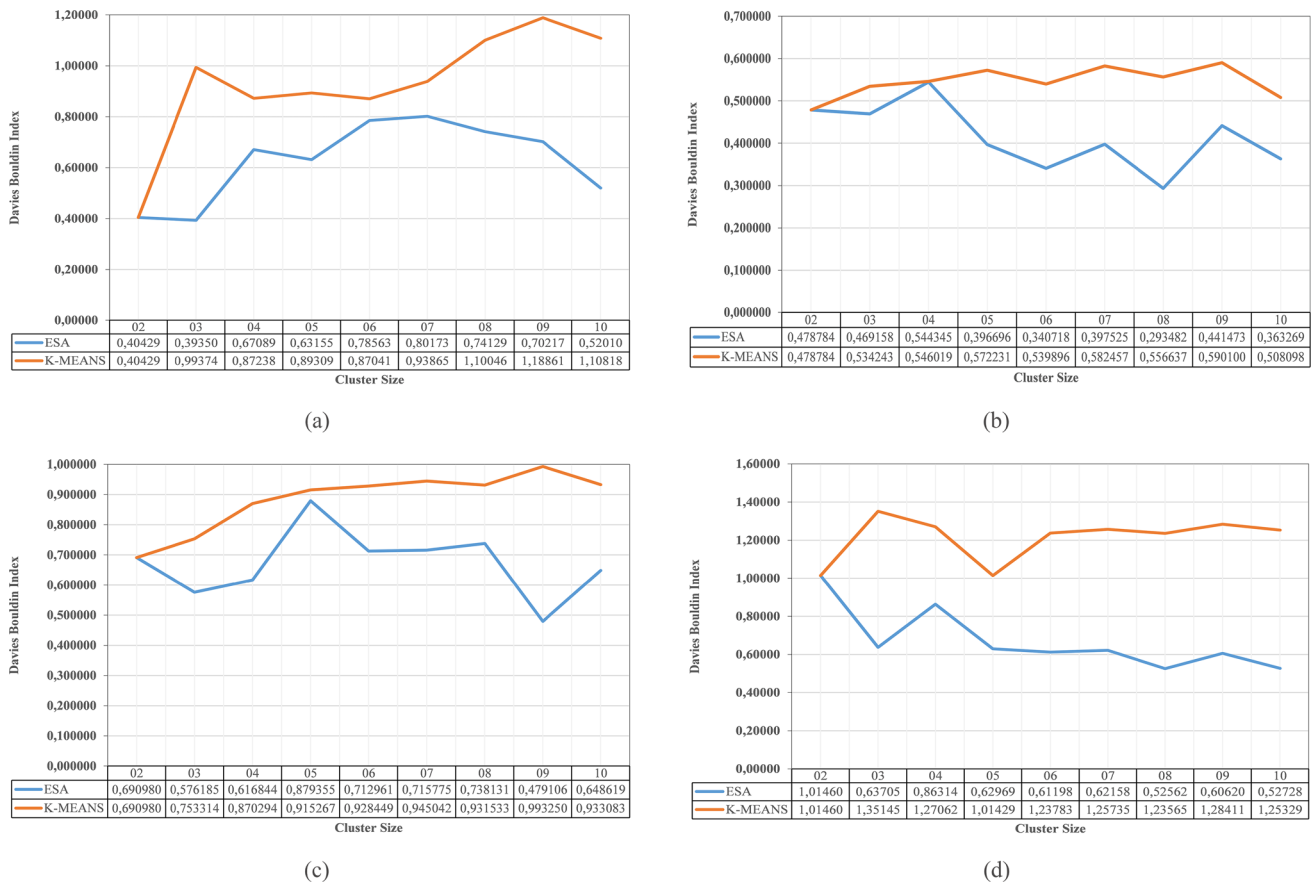 1,20000
1,00000
0,80000
0,60000
0,40000
0,20000
0,00000
Davies Bouldin Index
02 03 04 05 06 07 08 09 10
ESA 0,40429 0,39350 0,67089 0,63155 0,78563 0,80173 0,74129 0,70217 0,52010
K-MEANS 0,40429 0,99374 0,87238 0,89309 0,87041 0,93865 1,10046 1,18861 1,10818
Cluster Size
(a)
0,700000
0,600000
0,500000
0,400000
0,300000
0,200000
0,100000
0,000000
Davies Bouldin Index
02 03 04 05 06 07 08 09 10
ESA 0,478784 0,469158 0,544345 0,396696 0,340718 0,397525 0,293482 0,441473 0,363269
K-MEANS 0,478784 0,534243 0,546019 0,572231 0,539896 0,582457 0,556637 0,590100 0,508098
Cluster Size
(b)
1,000000
0,900000
0,800000
0,700000
0,600000
0,500000
0,400000
0,300000
0,200000
0,100000
0,000000
Davies Bouldin Index
02 03 04 05 06 07 08 09 10
ESA 0,690980 0,576185 0,616844 0,879355 0,712961 0,715775 0,738131 0,479106 0,648619
K-MEANS 0,690980 0,753314 0,870294 0,915267 0,928449 0,945042 0,931533 0,993250 0,933083
Cluster Size
(c)
1,60000
1,40000
1,20000
1,00000
0,80000
0,60000
0,40000
0,20000
0,00000
Davies Bouldin Index
02 03 04 05 06 07 08 09 10
ESA 1,01460 0,63705 0,86314 0,62969 0,61198 0,62158 0,52562 0,60620 0,52728
K-MEANS 1,01460 1,35145 1,27062 1,01429 1,23783 1,25735 1,23565 1,28411 1,25329
Cluster Size
(d)